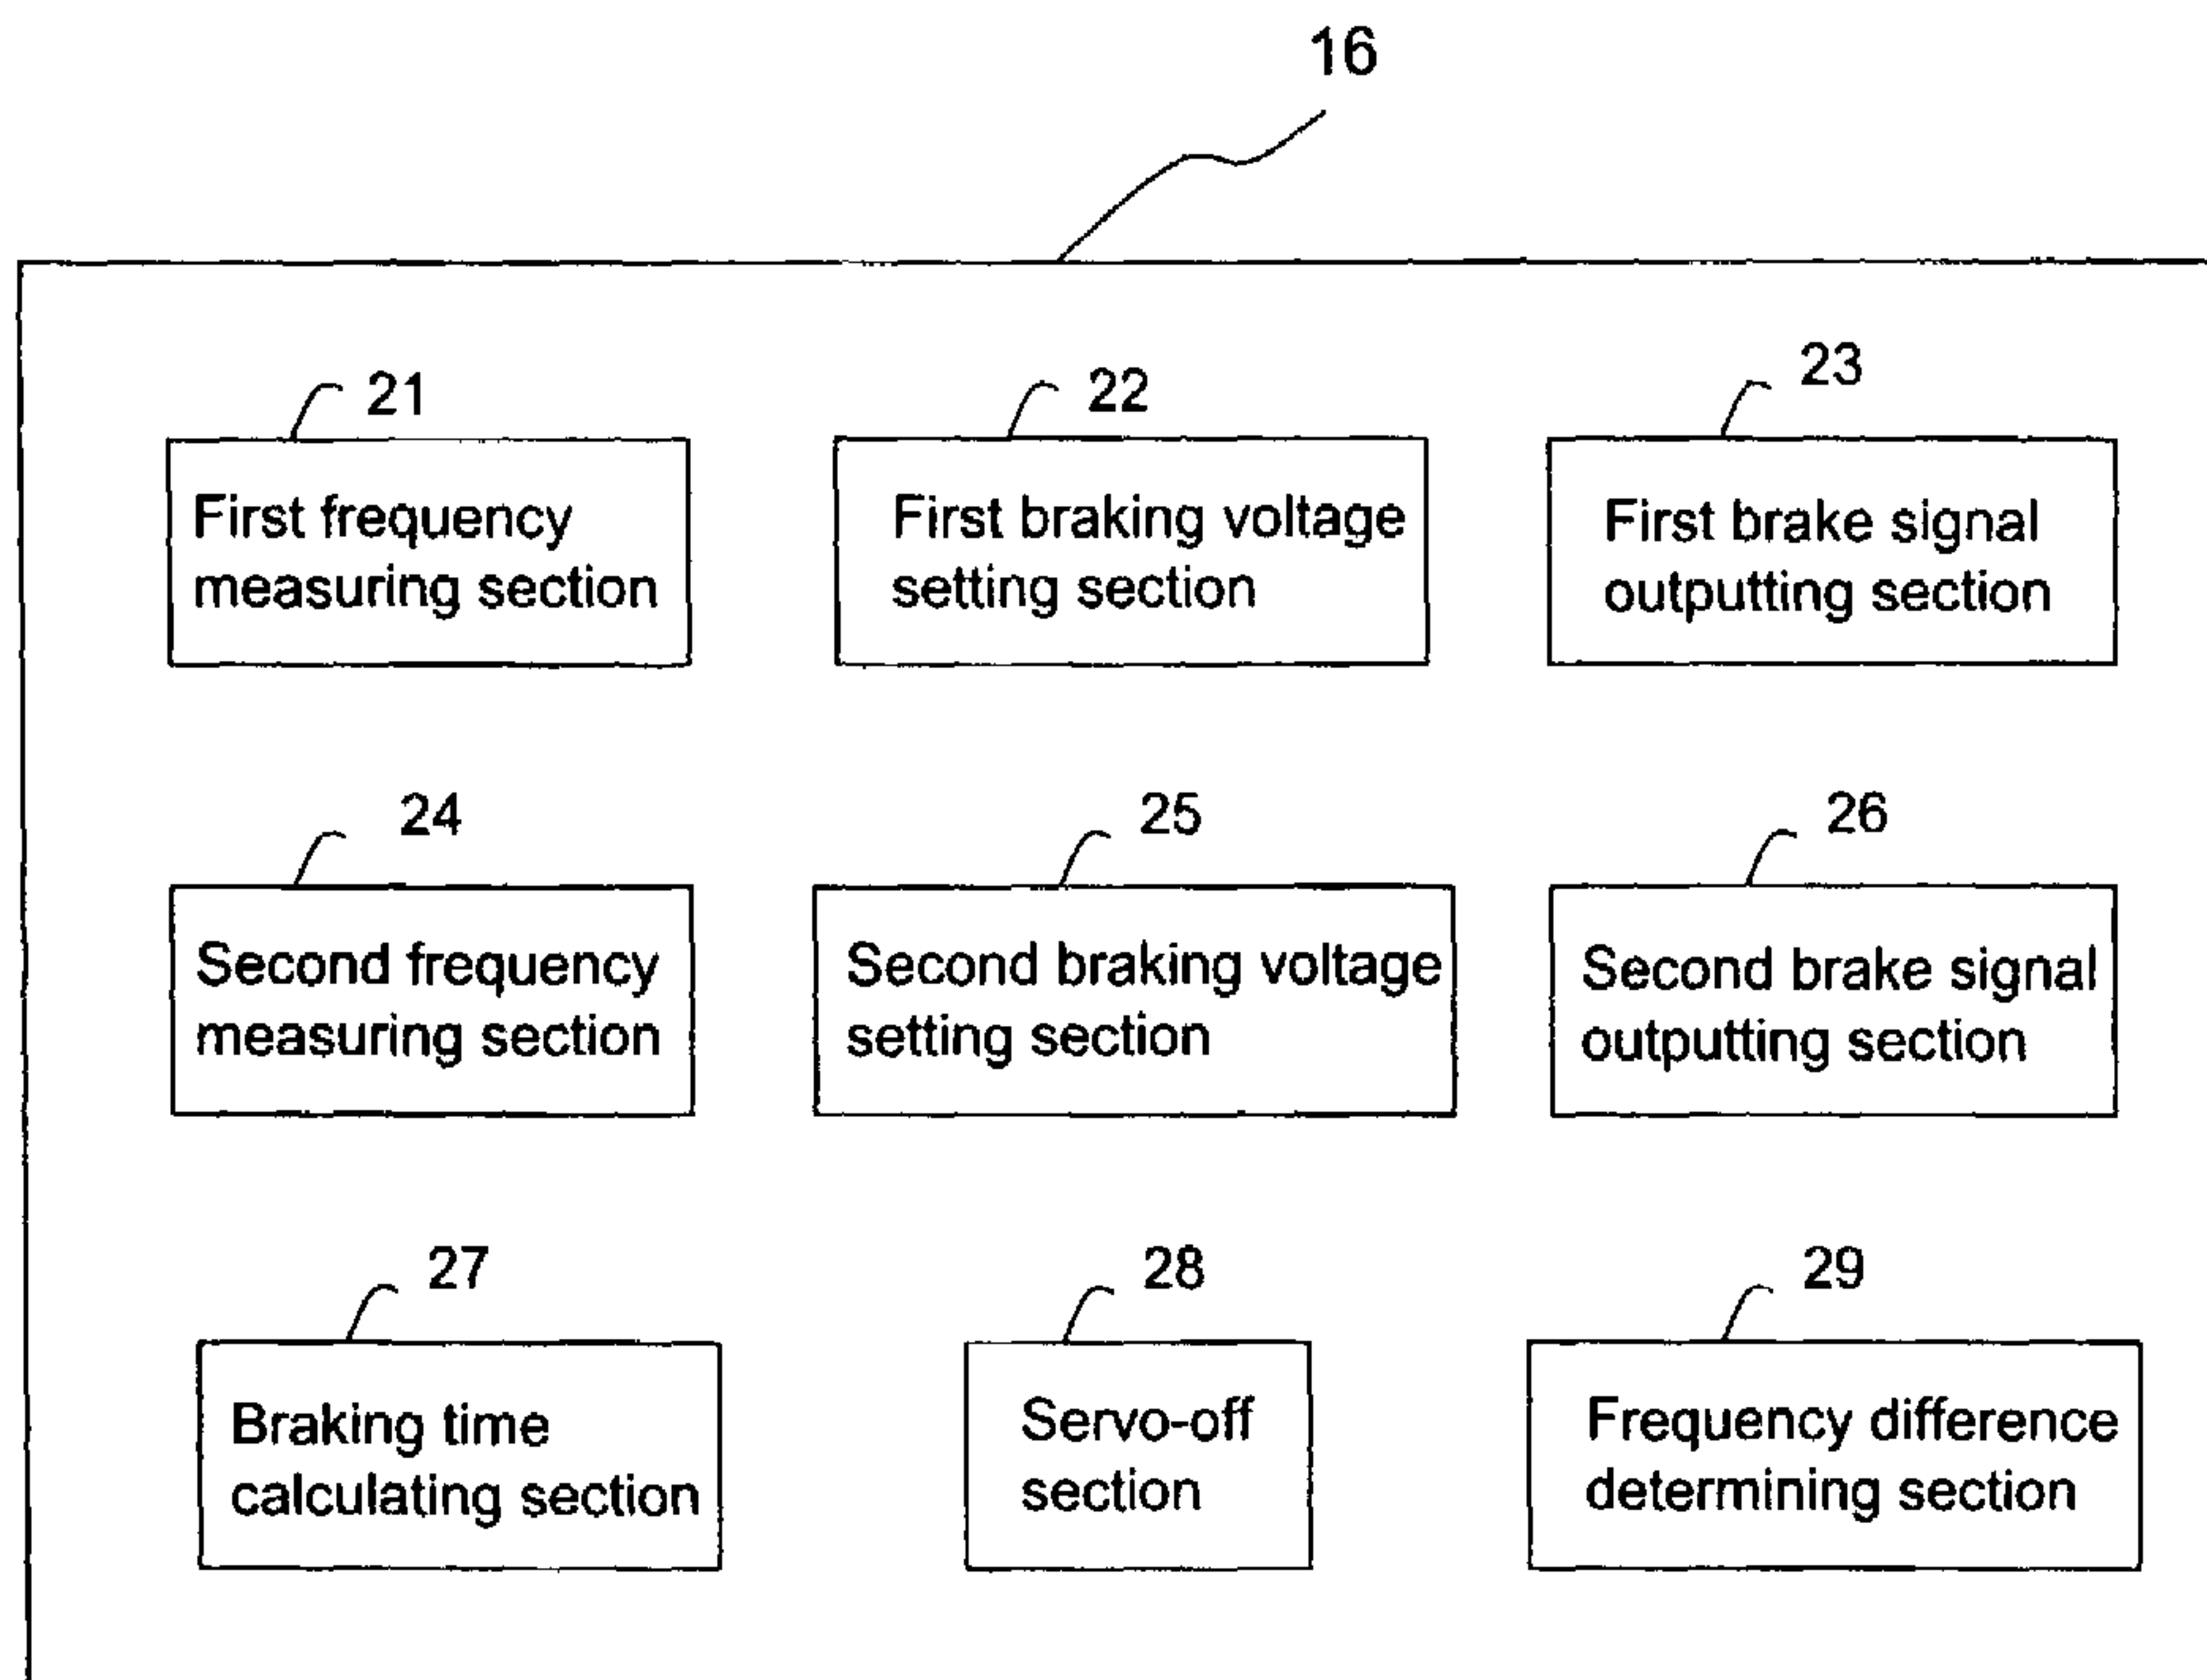 16
21
22
23
First frequency
measuring section
First braking voltage
setting section
First brake signal
outputting section
24
25
26
Second frequency
measuring section
Second braking voltage
setting section
Second brake signal
outputting section
27
28
29
Braking time
calculating section
Servo-off
section
Frequency difference
determining section